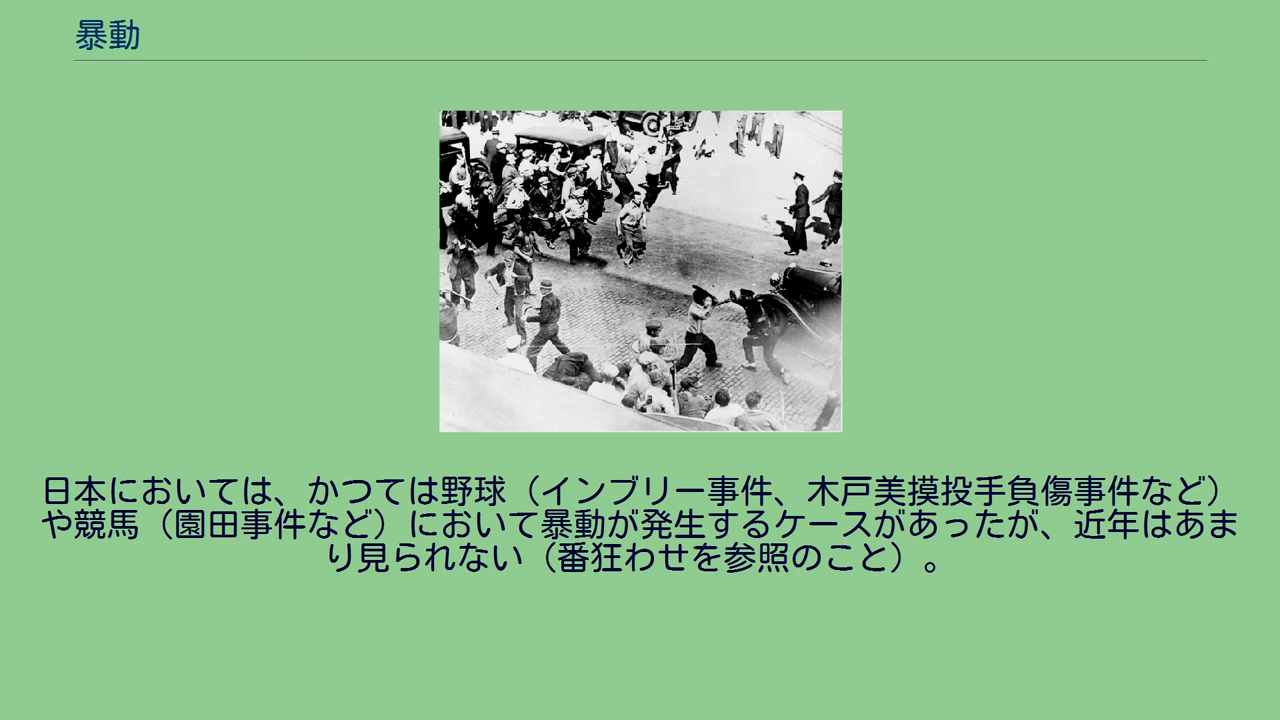 暴動
日本においては、かつては野球（インブリー事件、木戸美摸投手負傷事件など）
や競馬（園田事件など）において暴動が発生するケースがあったが、近年はあま
り見られない（番狂わせを参照のこと）。